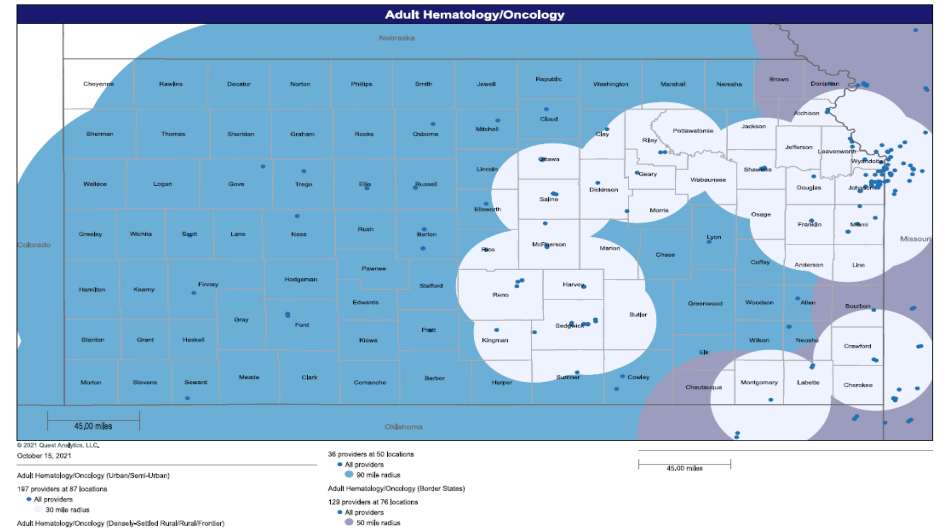 Adult Hematology/Oncology
Nebraska
Cheyenne Rawlins Decatur Norton Phillips Smith Jewell Republic Washington Marshall Nemaha Brown Doniphan
Atchison
Sherman Thomas Sheridan Graham Rooks Osborne Mitchell Cloud Clay Riley Pottawatomie Jackson
Jefferson Leavenworth Wyandotte
Lincoln Ottawa Geary Wabaunsee Shawnee
Wallace Logan Gove Trego Ellis Russell Saline Dickinson Douglas Johnson
Ellsworth Morris Osage
Greeley Wichita Scott Lane Ness Rush Barton Rice McPherson Marion Lyon Franklin Miami
Colorado
Missouri
Chase Coffey Anderson Linn
Pawnee
Hamilton Kearny Finney Hodgeman Stafford Reno Harvey
Edwards Greenwood Woodson Allen Bourbon
Gray Ford Butler
Stanton Grant Haskell Kiowa Pratt Kingman Sedgwick Wilson Neosho Crawford
Elk
Morton Stevens Seward Meade Clark Comanche Barber Harper Sumner Cowley Chautauqua Montgomery Labette Cherokee
45.00 miles
Oklahoma
© 2021 Quest Analytics, LLC.
October 15, 2021
Adult Hematology/Oncology (Urban/Semi-Urban)
197 providers at 87 locations
All providers
30 mile radius
Adult Hematology/Oncology (Densely-Settled Rural/Rural/Frontier)
36 providers at 50 locations
All providers
90 mile radius
Adult Hematology/Oncology (Border States)
129 providers at 76 locations
All providers
50 mile radius
45.00 miles